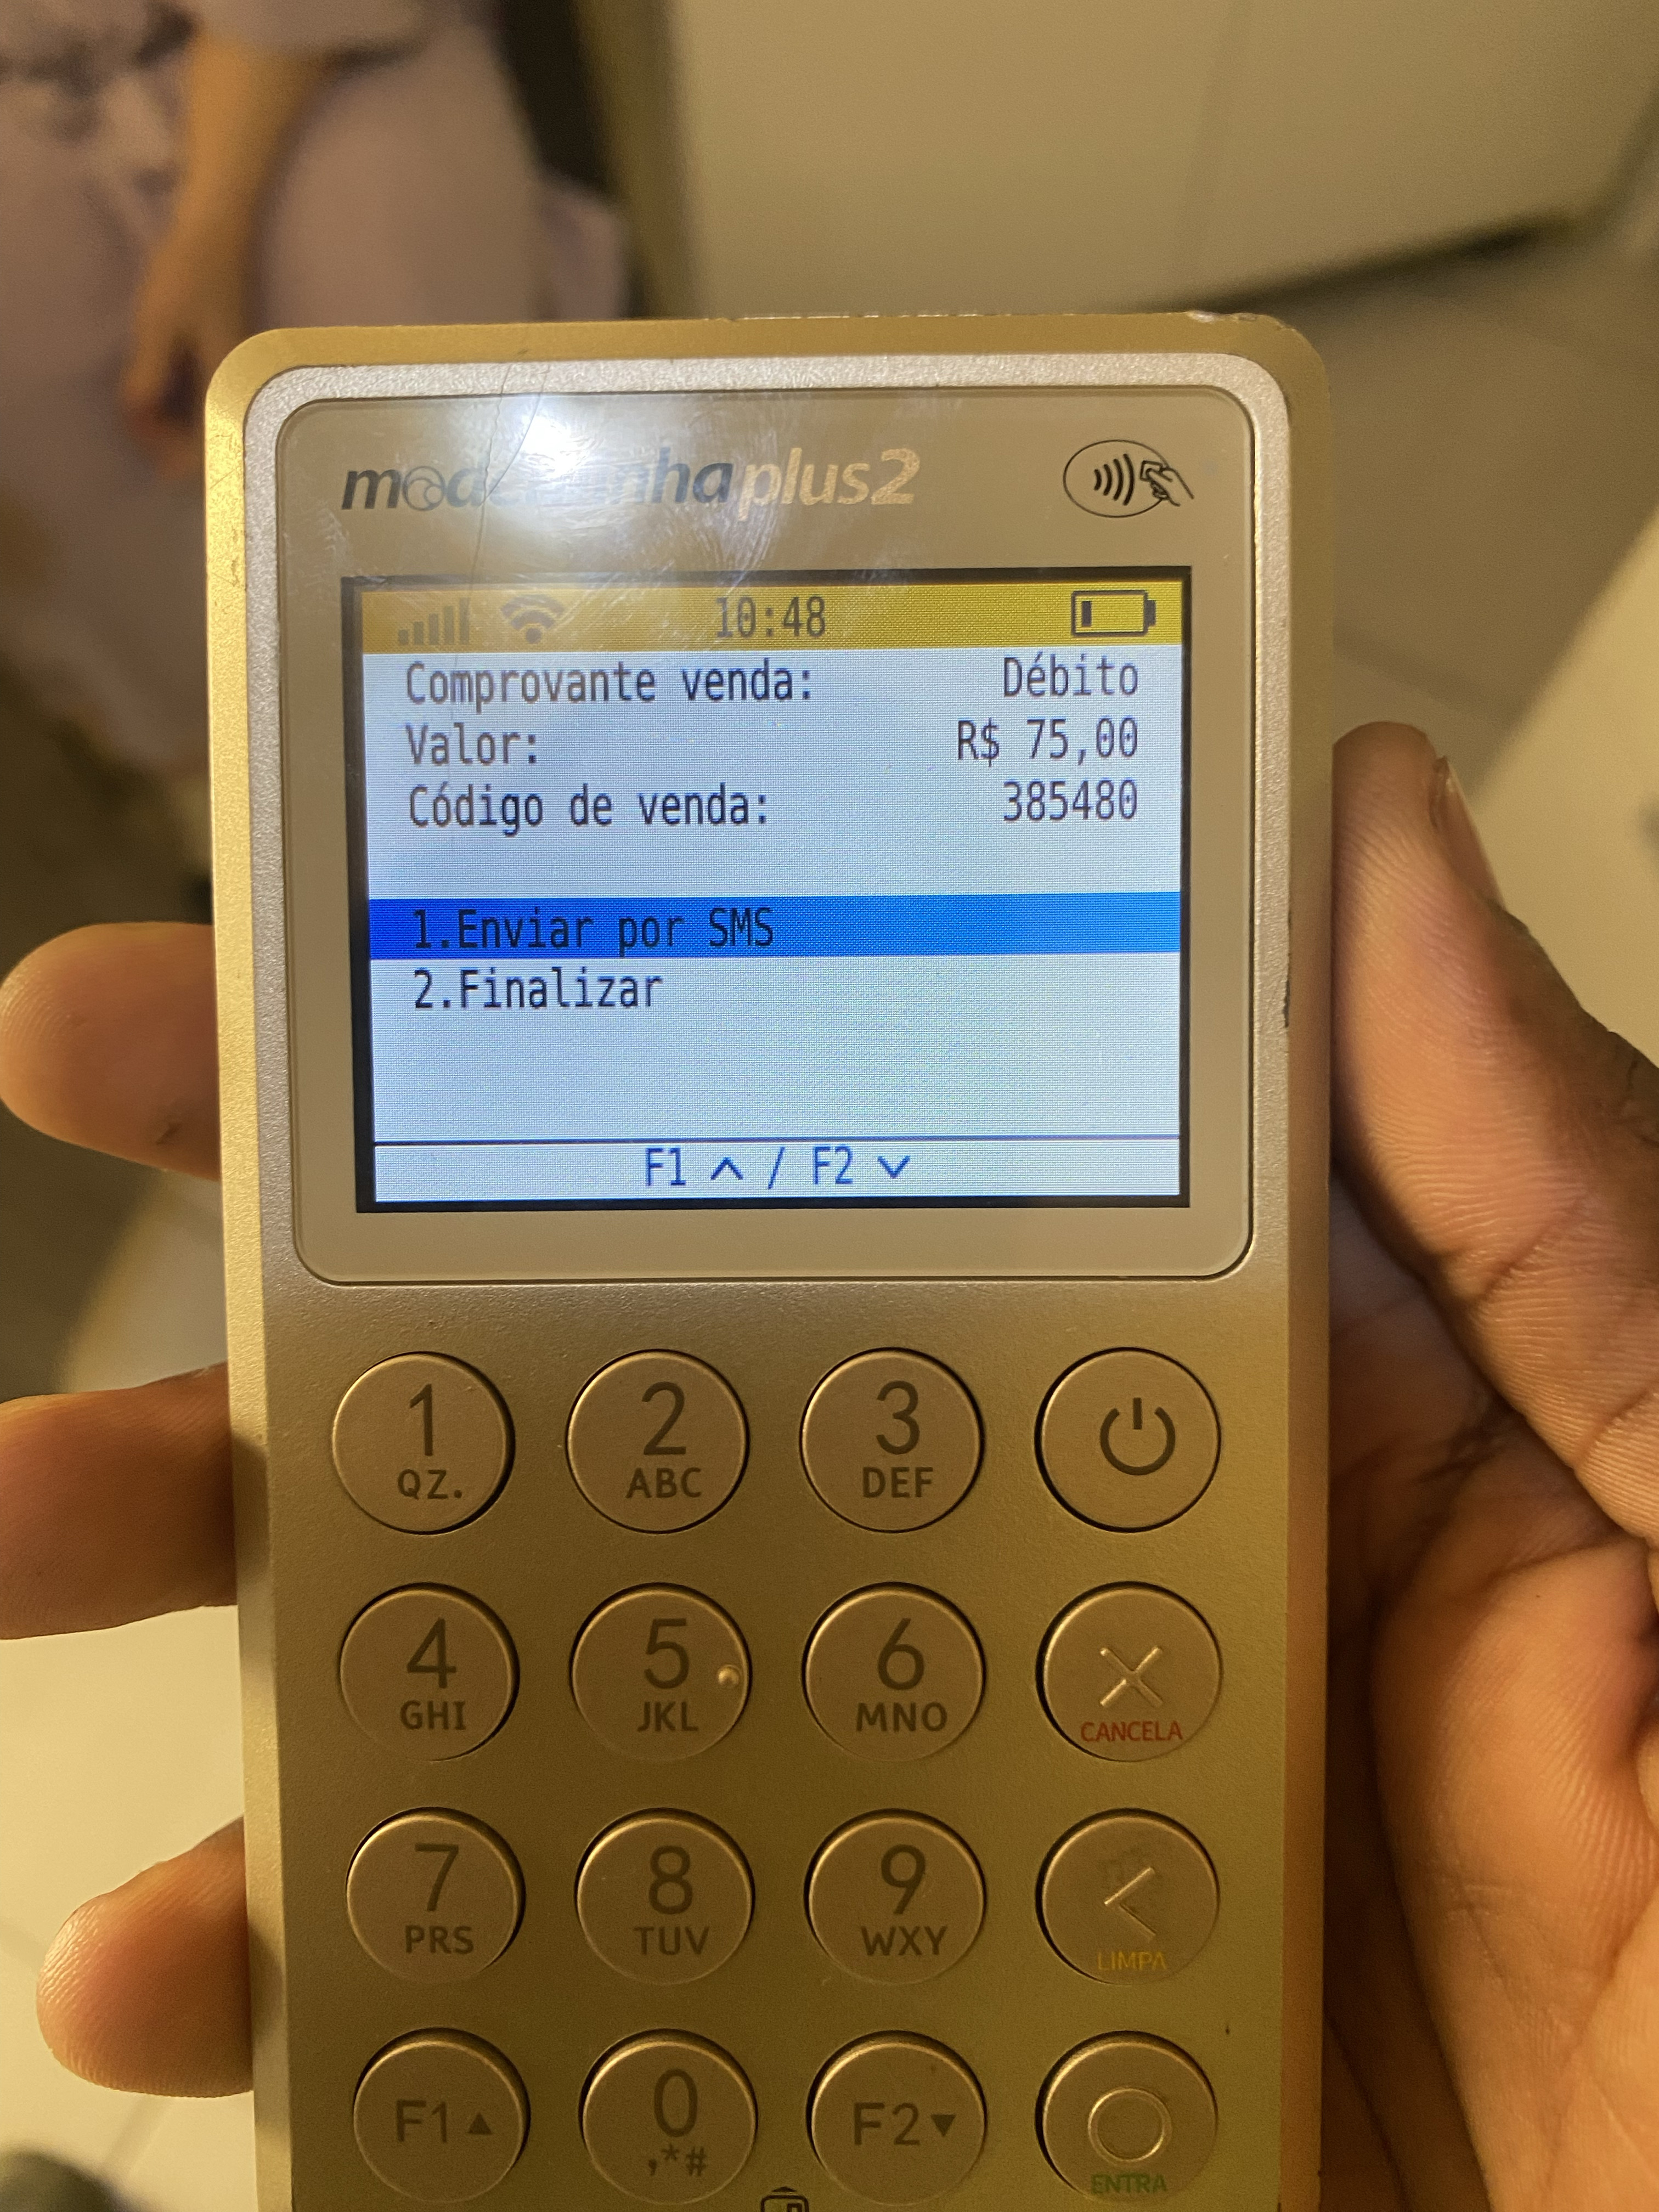 moderninha plus2
10:48
Comprovante venda: Débito
Valor: R$ 75,00
Código de venda: 385480
1.Enviar por SMS
2.Finalizar
F1 ^ / F2 v
1 2 3
QZ. ABC DEF
4 5 6
GHI JKL MNO CANCELA
7 8 9
PRS TUV WXY LIMPA
F1▲ 0 F2▼
,*# ENTRA